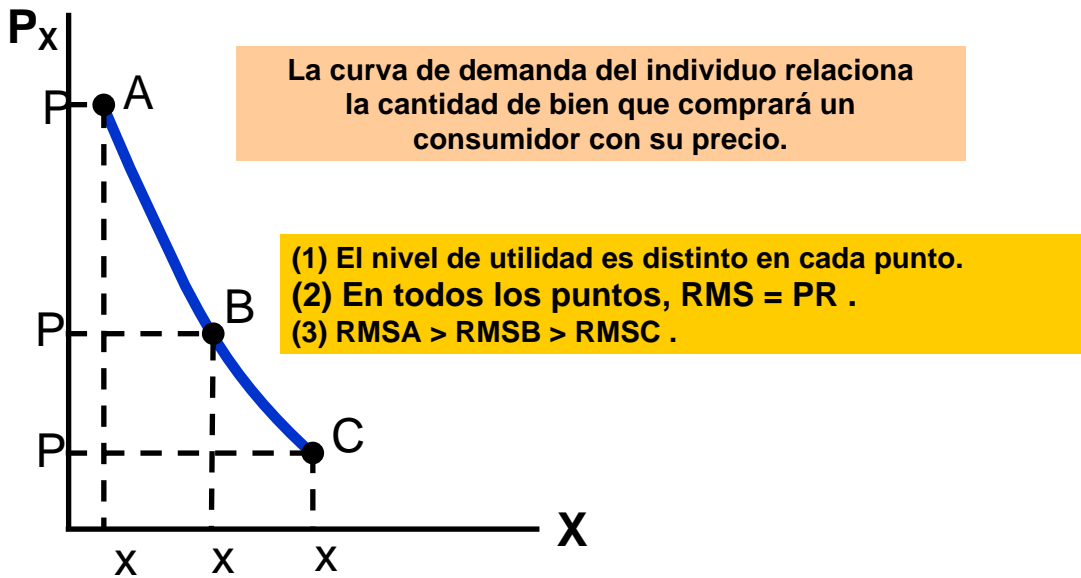 PX
La curva de demanda del individuo relaciona
la cantidad de bien que comprará un
consumidor con su precio.
P
A
(1) El nivel de utilidad es distinto en cada punto.
(2) En todos los puntos, RMS = PR .
(3) RMSA > RMSB > RMSC .
P
B
P
C
X
x
x
x